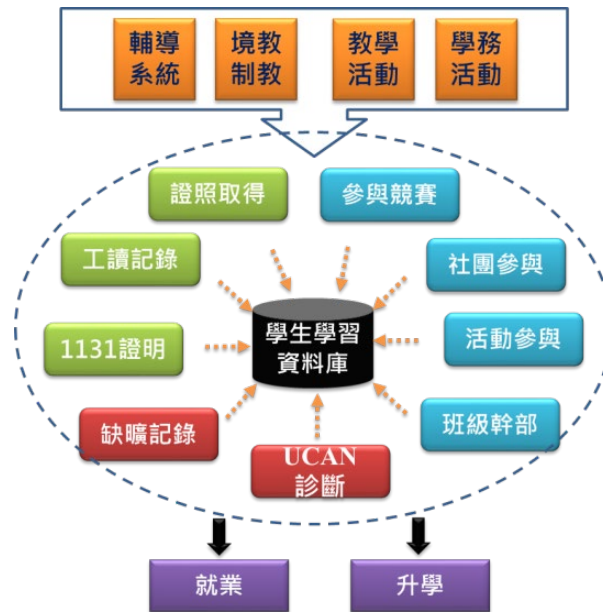 輔導
系統
境教
制教
教學
活動
學務
活動
證照取得
參與競賽
工讀記錄
社團參與
學生學習
資料庫
1131證明
活動參與
缺曠記錄
班級幹部
UCAN
診斷
就業
升學